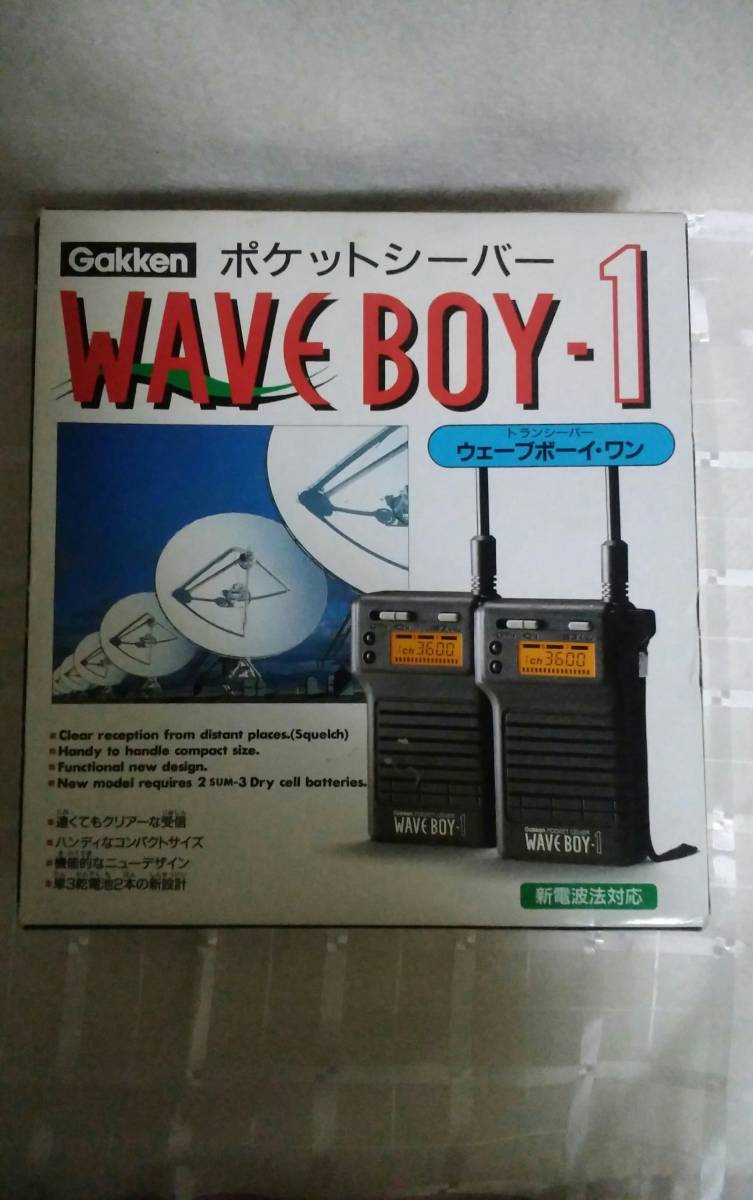 Gakken ポケットシーバー
WAVE BOY-1
トランシーバー
ウェーブボーイ・ワン
1ch 3600
1ch 3600
■ Clear reception from distant places.(Squelch)
■ Handy to handle compact size.
■ Functional new design.
■ New model requires 2 SUM-3 Dry cell batteries.
■ 遠くてもクリアーな受信
■ ハンディなコンパクトサイズ
■ 機能的なニューデザイン
■ 単3乾電池2本の新設計
Gakken
WAVE BOY-1
Gakken
WAVE BOY-1
新電波法対応